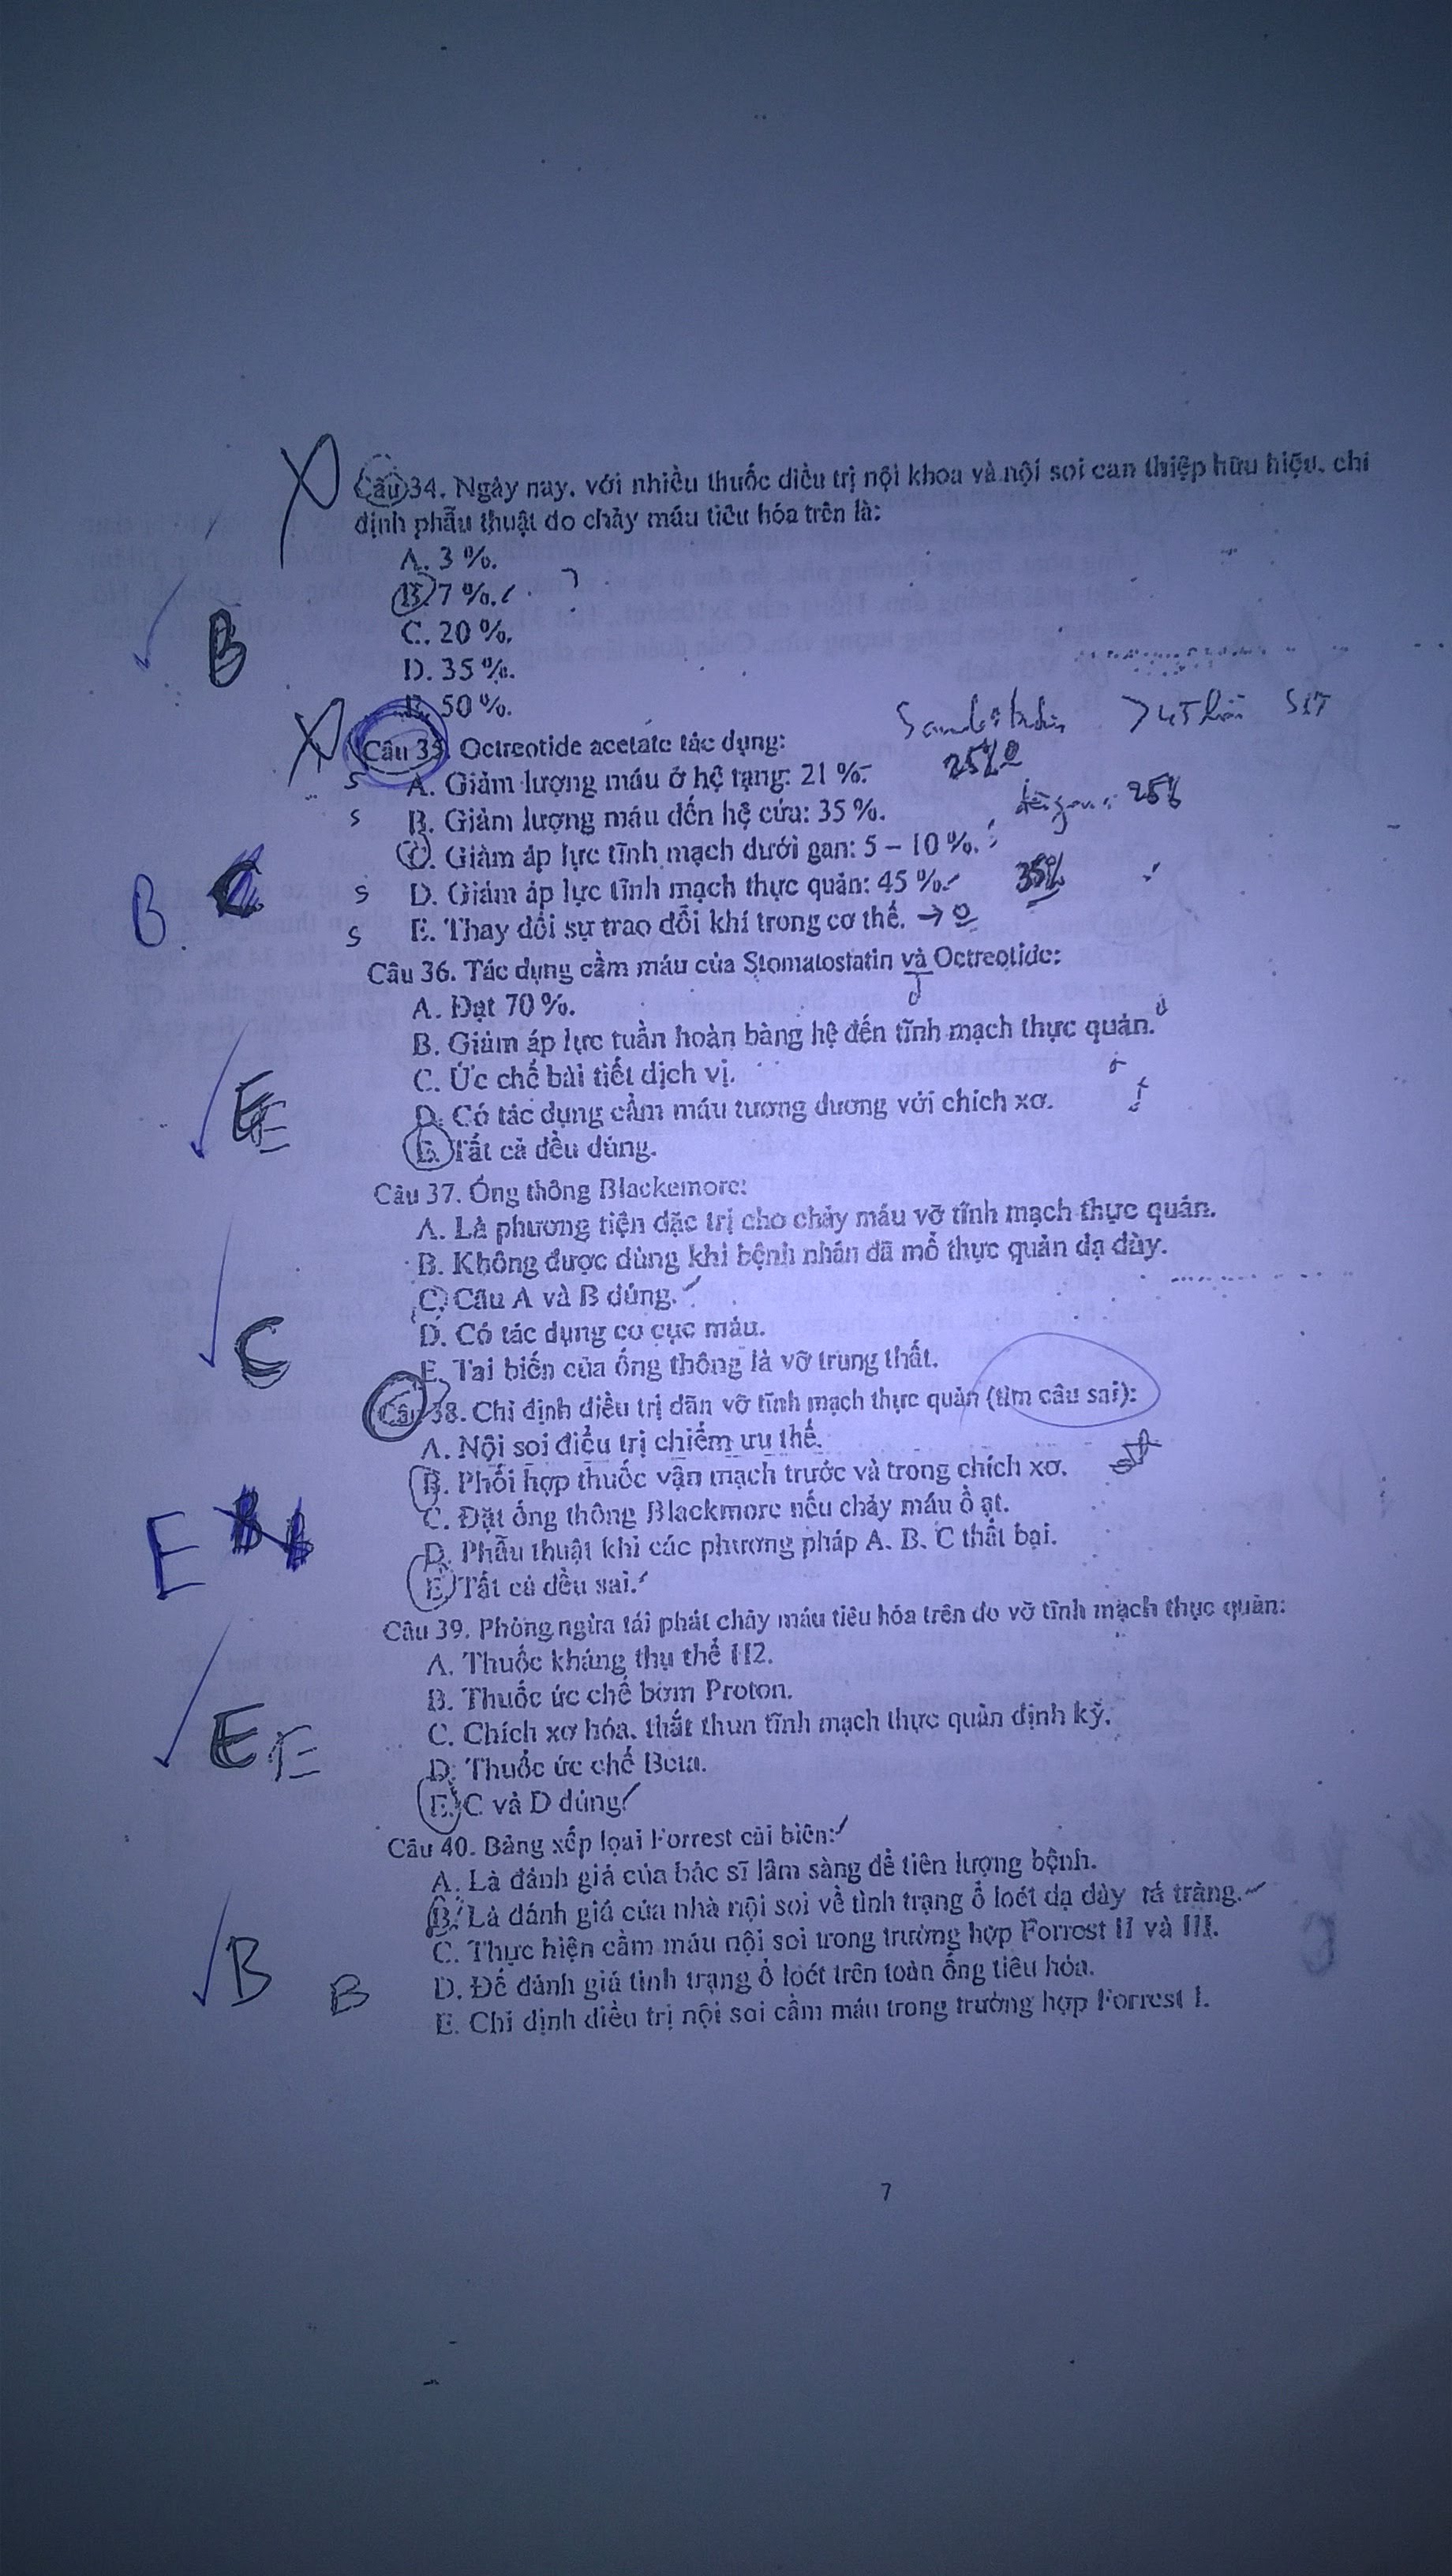 Câu 34. Ngày nay, với nhiều thuốc điều trị nội khoa và nội soi can thiệp hữu hiệu, chỉ
định phẫu thuật do chảy máu tiêu hóa trên là:
A. 3 %.
B. 7 %.
C. 20 %.
D. 35 %.
B
E. 50 %.
Câu 35. Octreotide acetate tác dụng:
S A. Giảm lượng máu ở hệ tạng: 21 %. 25%
S B. Giảm lượng máu đến hệ cửa: 35 %. 25%
C. Giảm áp lực tĩnh mạch dưới gan: 5 – 10 %.
B. C S D. Giảm áp lực tĩnh mạch thực quản: 45 %. 35%
S E. Thay đổi sự trao đổi khí trong cơ thể.
Câu 36. Tác dụng cầm máu của Stomatostatin và Octreotide:
A. Đạt 70 %.
B. Giảm áp lực tuần hoàn bàng hệ đến tĩnh mạch thực quản.
C. Ức chế bài tiết dịch vị.
E E D. Có tác dụng cầm máu tương đương với chích xơ.
E. Tất cả đều đúng.
Câu 37. Ống thông Blackemore:
A. Là phương tiện đặc trị cho chảy máu vỡ tĩnh mạch thực quản.
B. Không được dùng khi bệnh nhân đã mổ thực quản dạ dày.
C. Câu A và B đúng.
C D. Có tác dụng co cục máu.
E. Tai biến của ống thông là vỡ trung thất.
Câu 38. Chỉ định điều trị dãn vỡ tĩnh mạch thực quản (tìm câu sai):
A. Nội soi điều trị chiếm ưu thế.
B. Phối hợp thuốc vận mạch trước và trong chích xơ.
C. Đặt ống thông Blackmore nếu chảy máu ồ ạt.
E B D. Phẫu thuật khi các phương pháp A. B. C thất bại.
E. Tất cả đều sai.
Câu 39. Phòng ngừa tái phát chảy máu tiêu hóa trên do vỡ tĩnh mạch thực quản:
A. Thuốc kháng thụ thể H2.
B. Thuốc ức chế bơm Proton.
C. Chích xơ hóa, thắt thun tĩnh mạch thực quản định kỳ.
E E D. Thuốc ức chế Beta.
E. C và D đúng
Câu 40. Bảng xếp loại Forrest cải biên:
A. Là đánh giá của bác sĩ lâm sàng để tiên lượng bệnh.
B. Là đánh giá của nhà nội soi về tình trạng ổ loét dạ dày tá tràng.
C. Thực hiện cầm máu nội soi trong trường hợp Forrest II và III.
B B D. Để đánh giá tình trạng ổ loét trên toàn ống tiêu hóa.
E. Chỉ định điều trị nội soi cầm máu trong trường hợp Forrest I.
7